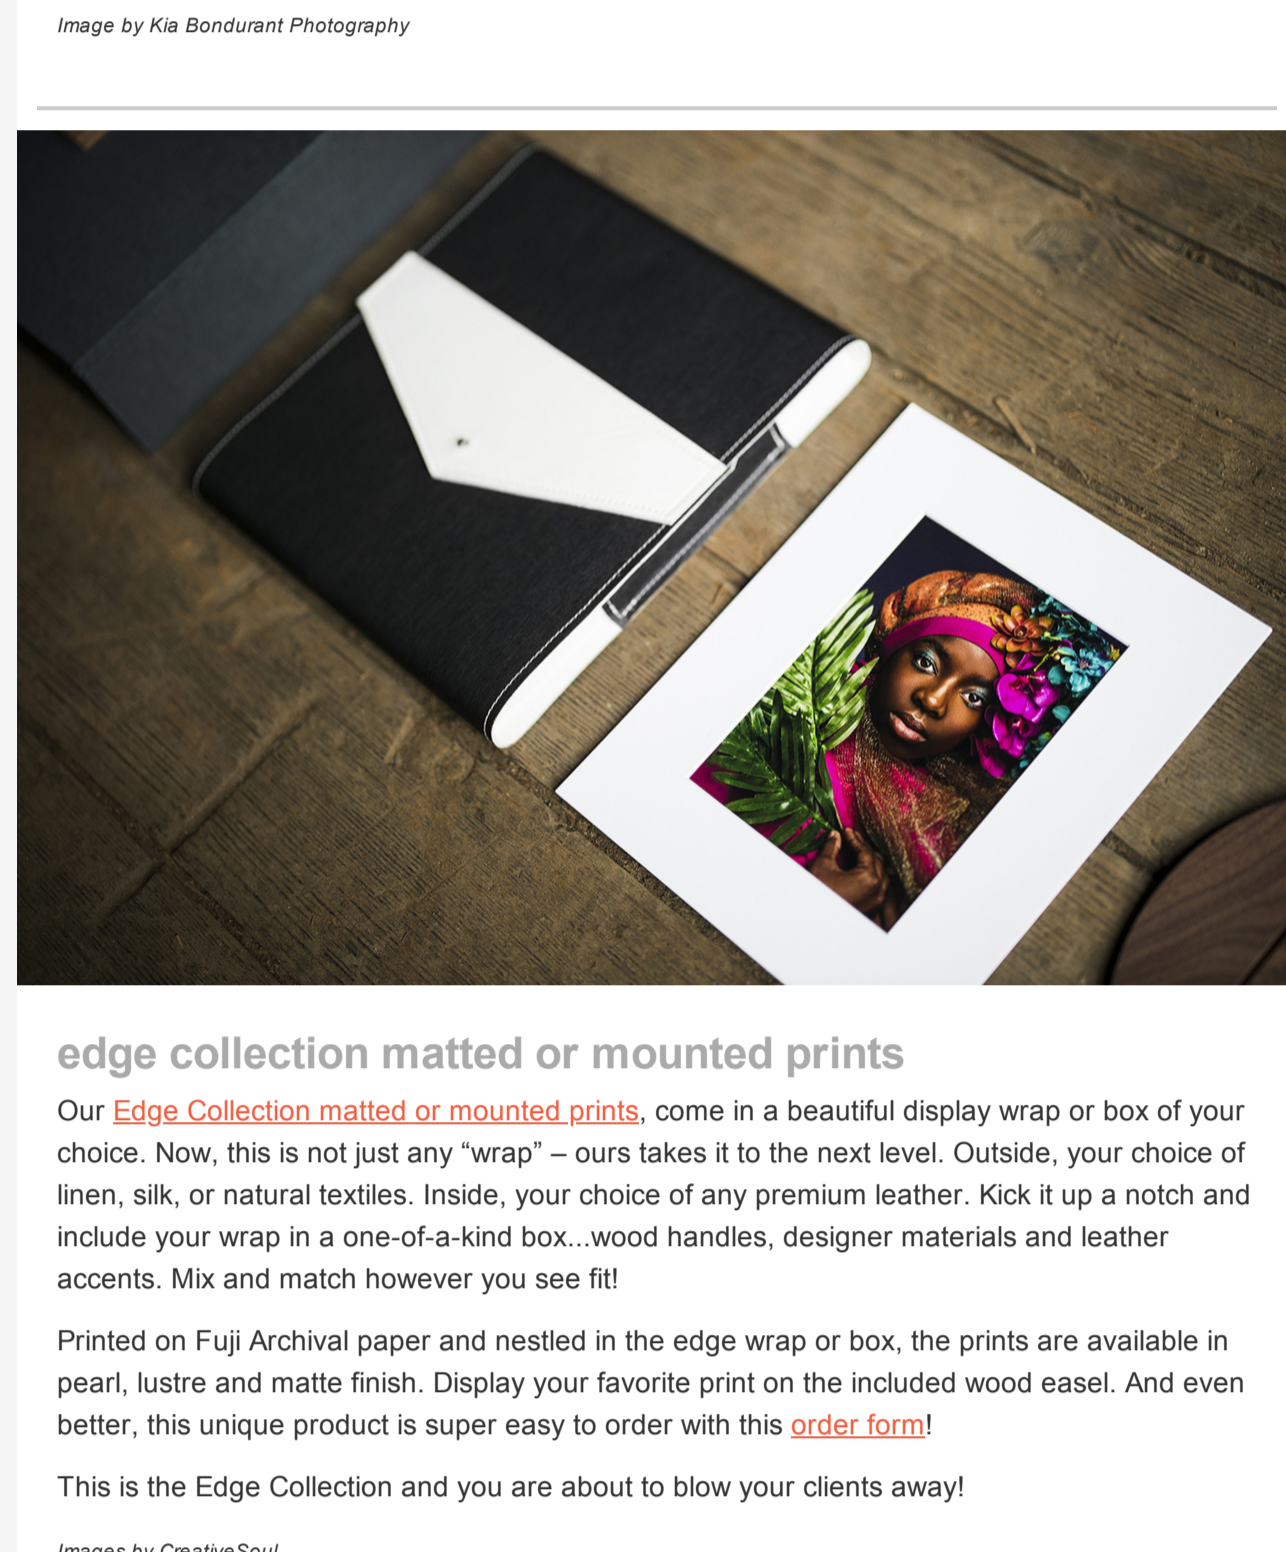 Image by Kia Bondurant Photography
edge collection matted or mounted prints
Our Edge Collection matted or mounted prints, come in a beautiful display wrap or box of your
choice. Now, this is not just any “wrap” – ours takes it to the next level. Outside, your choice of
linen, silk, or natural textiles. Inside, your choice of any premium leather. Kick it up a notch and
include your wrap in a one-of-a-kind box...wood handles, designer materials and leather
accents. Mix and match however you see fit!
Printed on Fuji Archival paper and nestled in the edge wrap or box, the prints are available in
pearl, lustre and matte finish. Display your favorite print on the included wood easel. And even
better, this unique product is super easy to order with this order form!
This is the Edge Collection and you are about to blow your clients away!
Images by CreativeSoul